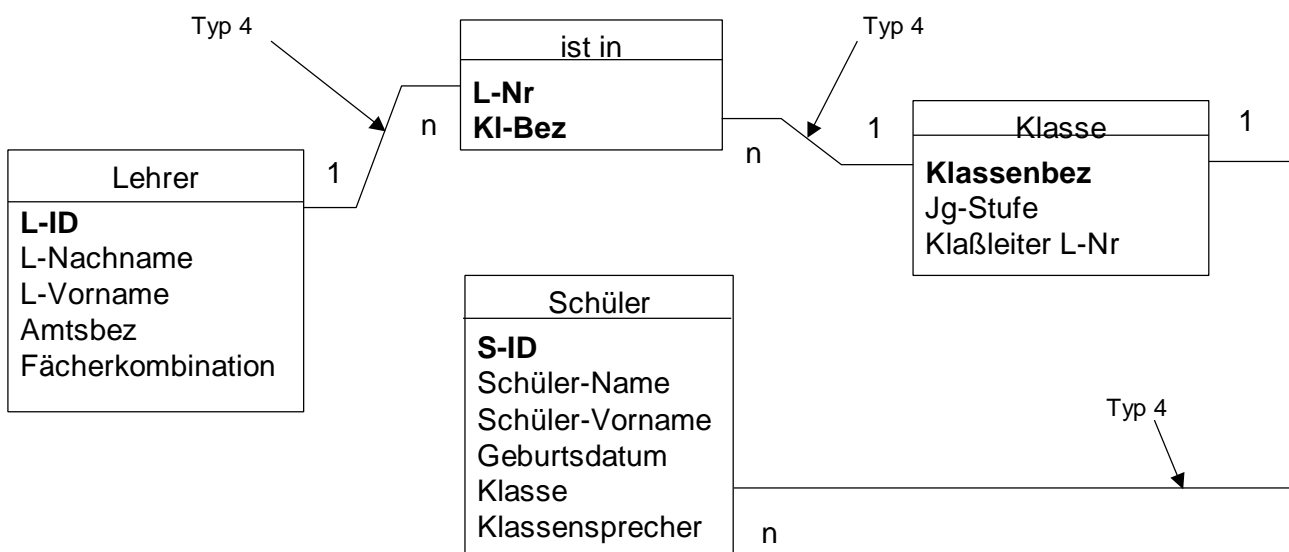 Typ 4
ist in
L-Nr
Kl-Bez
n
1
Lehrer
L-ID
L-Nachname
L-Vorname
Amtsbez
Fächerkombination
Typ 4
n
1
Klasse
1
Klassenbez
Jg-Stufe
Klaßleiter L-Nr
Schüler
S-ID
Schüler-Name
Schüler-Vorname
Geburtsdatum
Klasse
Klassensprecher
n
Typ 4